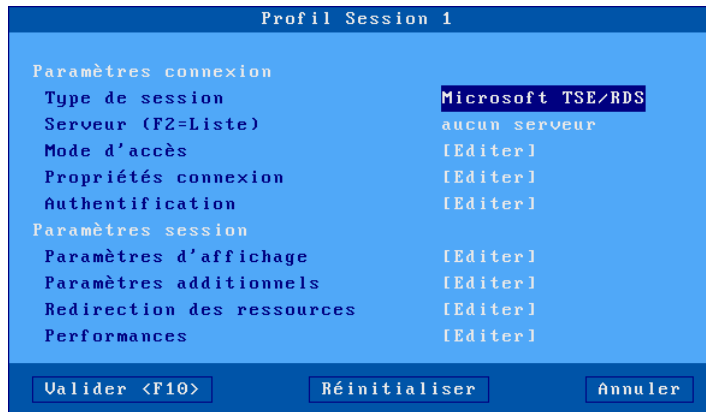 Profil Session 1
Paramètres connexion
Type de session Microsoft TSE/RDS
Serveur (F2=Liste) aucun serveur
Mode d'accès [Editer]
Propriétés connexion [Editer]
Authentification [Editer]
Paramètres session
Paramètres d'affichage [Editer]
Paramètres additionnels [Editer]
Redirection des ressources [Editer]
Performances [Editer]
Valider <F10> Réinitialiser Annuler